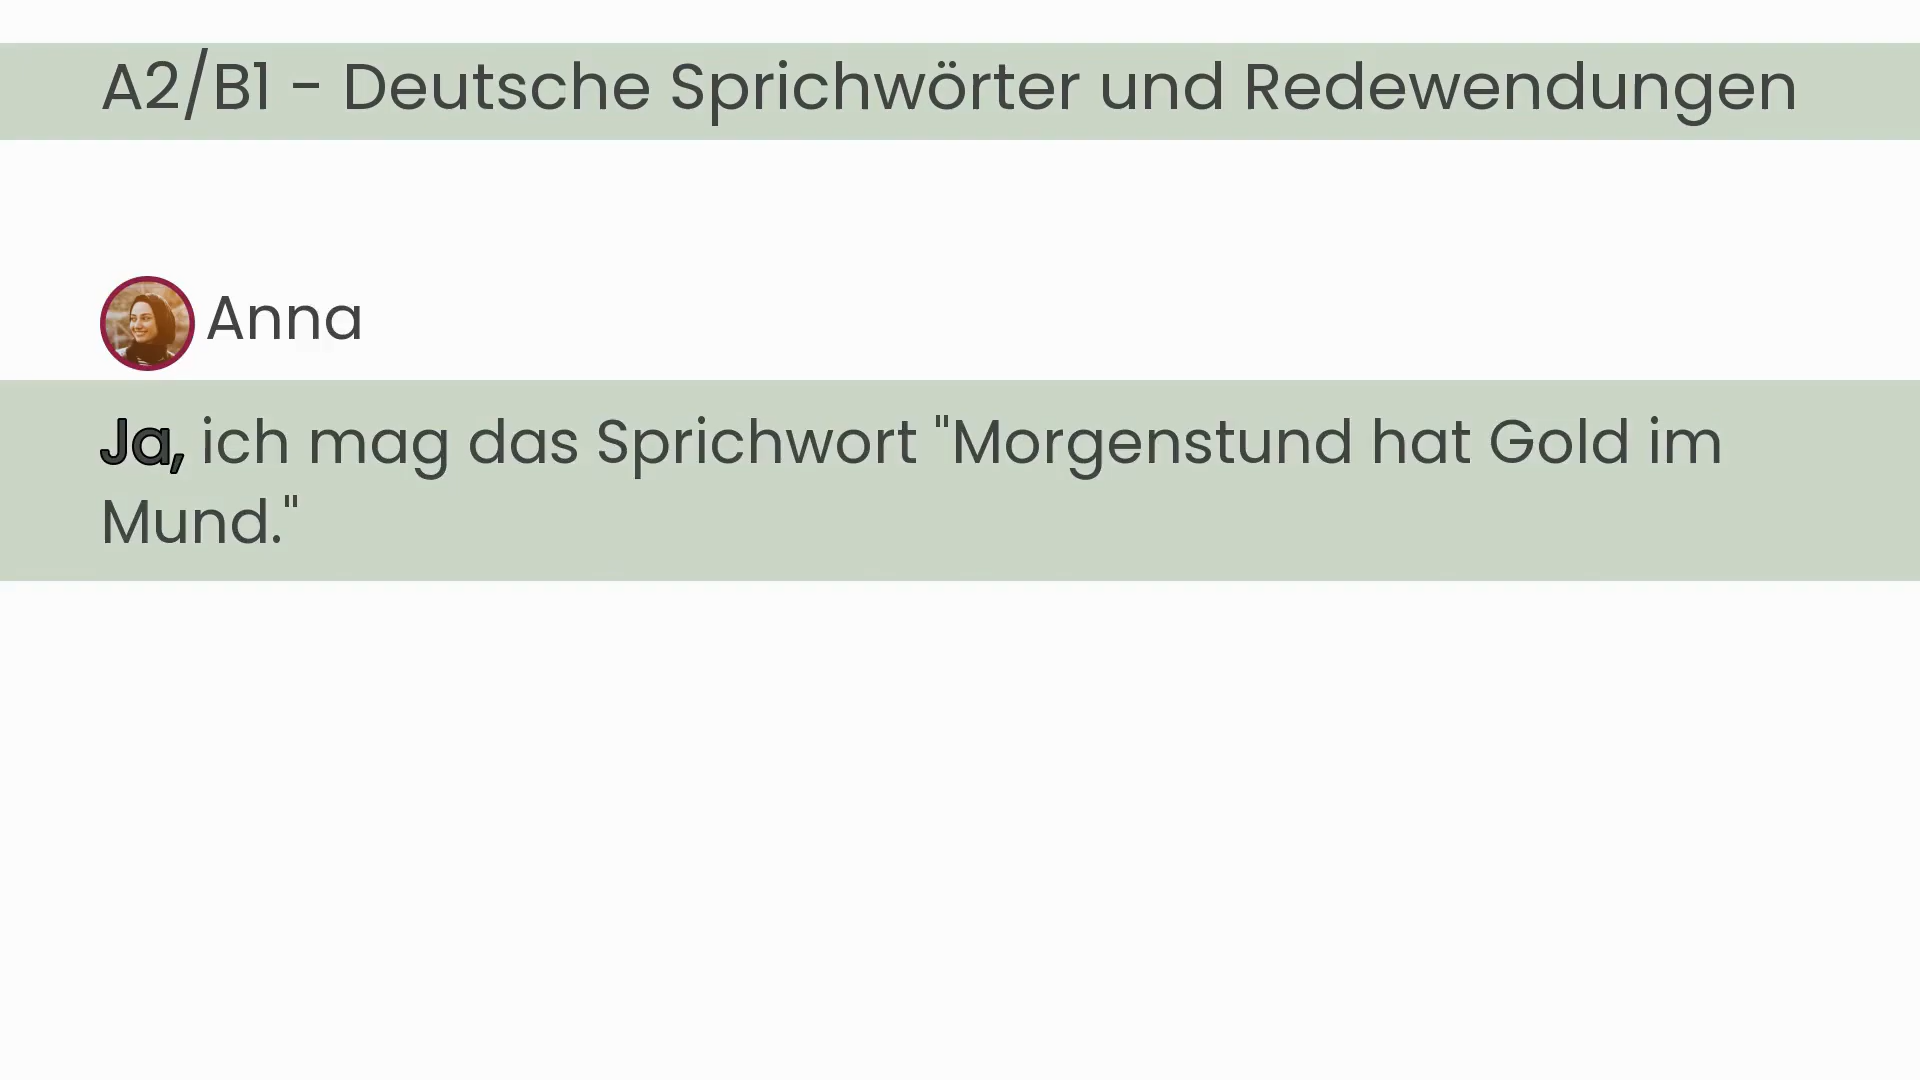 A2/B1 - Deutsche Sprichwörter und Redewendungen
Anna
Ja, ich mag das Sprichwort "Morgenstund hat Gold im
Mund."